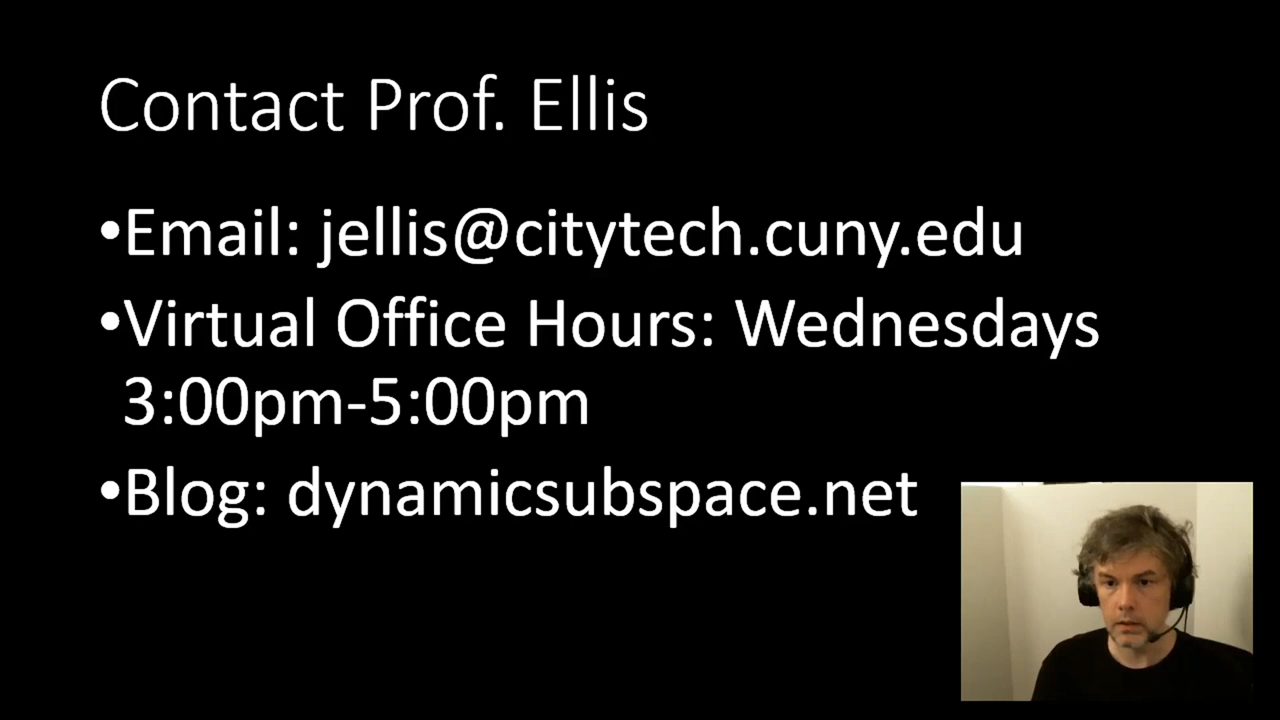 Contact Prof. Ellis
•Email: jellis@citytech.cuny.edu
•Virtual Office Hours: Wednesdays
3:00pm-5:00pm
•Blog: dynamicsubspace.net